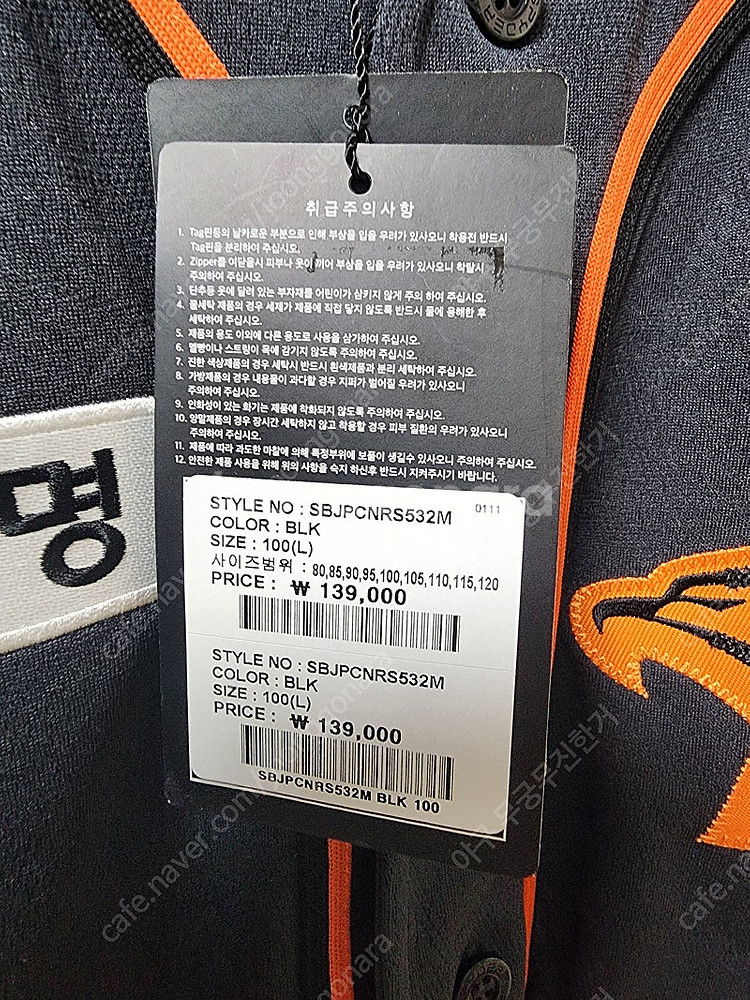 취급주의사항
1. Tag핀등의 날카로운 부분으로 인해 부상을 입을 우려가 있사오니 착용전 반드시
Tag핀을 분리하여 주십시오.
2. Zipper를 여닫을시 피부나 옷이 끼어 부상을 입을 우려가 있사오니 착탈시
주의하여 주십시오.
3. 단추등 옷에 달려 있는 부자재를 어린이가 삼키지 않게 주의 하여 주십시오.
4. 물세탁 제품의 경우 세제가 제품에 직접 닿지 않도록 반드시 물에 용해한 후
세탁하여 주십시오.
5. 제품의 용도 이외에 다른 용도로 사용을 삼가하여 주십시오.
6. 멜빵이나 스트링이 목에 감기지 않도록 주의하여 주십시오.
7. 진한 색상제품의 경우 세탁시 반드시 흰색제품과 분리 세탁하여 주십시오.
8. 가방제품의 경우 내용물이 과다할 경우 지퍼가 벌어질 우려가 있사오니
주의하여 주십시오.
9. 인화성이 있는 화기는 제품에 착화되지 않도록 주의하여 주십시오.
10. 양말제품의 경우 장시간 세탁하지 않고 착용할 경우 피부 질환의 우려가 있사오니
주의하여 주십시오.
11. 제품에 따라 과도한 마찰에 의해 특정부위에 보풀이 생길수 있사오니 주의하여 주십시오.
12. 안전한 제품 사용을 위해 위의 사항을 숙지 하신후 반드시 지켜주시기 바랍니다.
STYLE NO : SBJPCNRS532M 0111
COLOR : BLK
SIZE : 100(L)
사이즈범위 : 80,85,90,95,100,105,110,115,120
PRICE : ₩ 139,000
STYLE NO : SBJPCNRS532M
COLOR : BLK
SIZE : 100(L)
PRICE : ₩ 139,000
SBJPCNRS532M BLK 100
명
cafe.naver.com/joonggonara